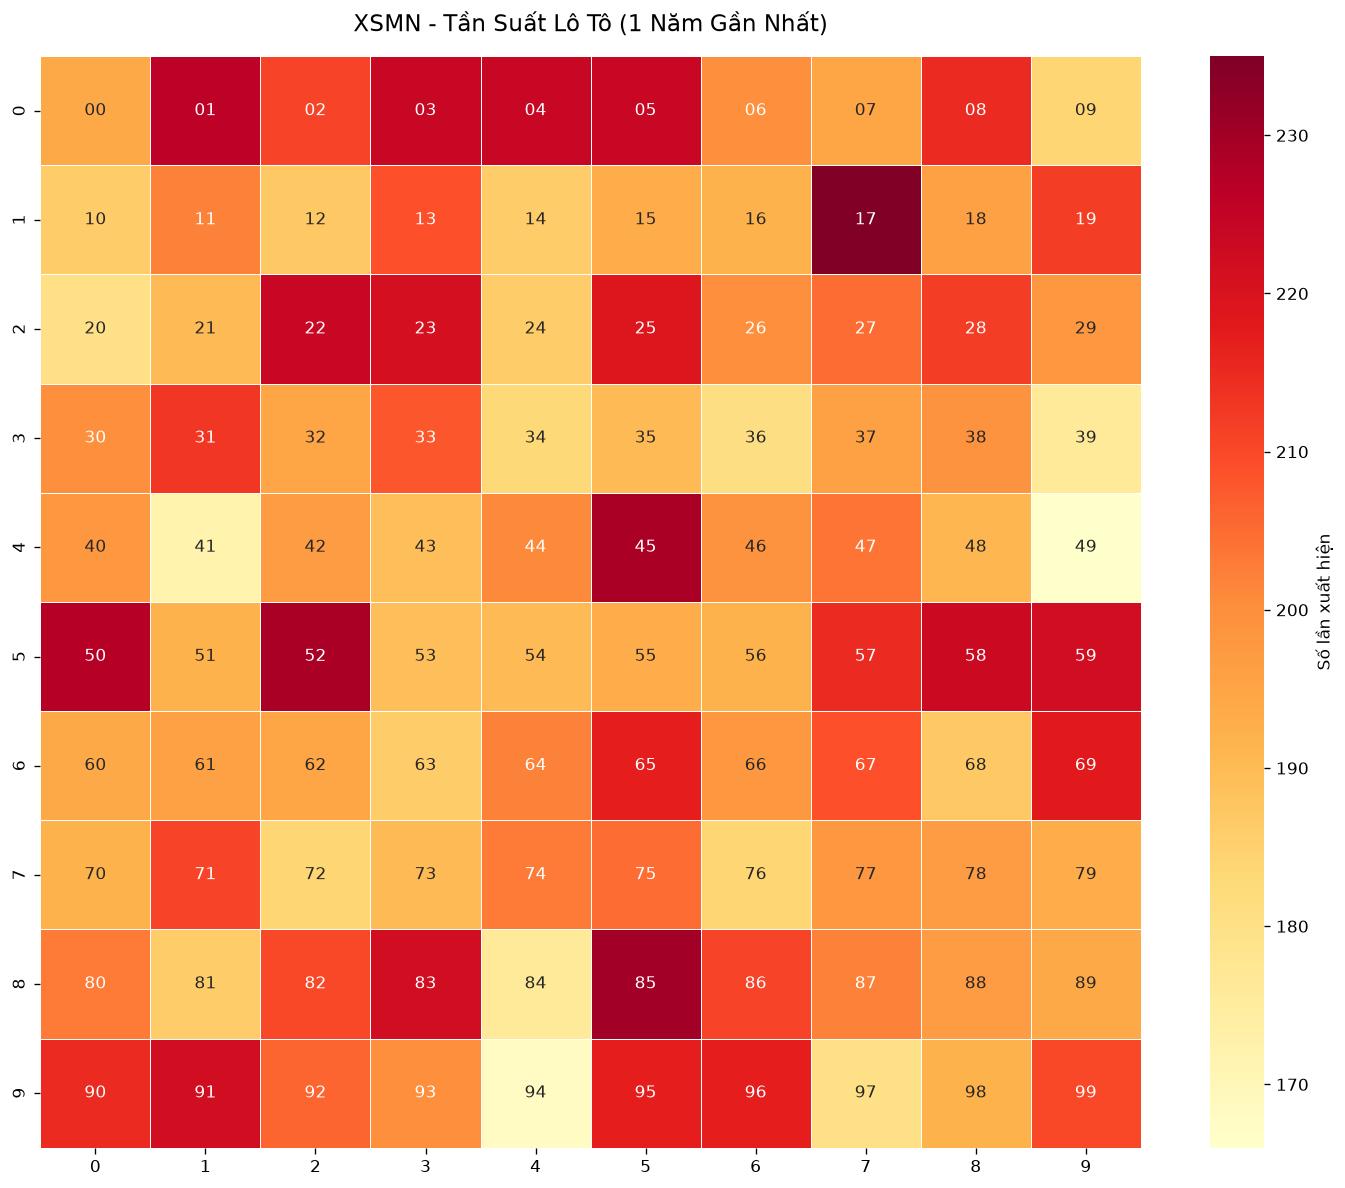 XSMN - Tần Suất Lô Tô (1 Năm Gần Nhất)
0 00 01 02 03 04 05 06 07 08 09
1 10 11 12 13 14 15 16 17 18 19
2 20 21 22 23 24 25 26 27 28 29
3 30 31 32 33 34 35 36 37 38 39
4 40 41 42 43 44 45 46 47 48 49
5 50 51 52 53 54 55 56 57 58 59
6 60 61 62 63 64 65 66 67 68 69
7 70 71 72 73 74 75 76 77 78 79
8 80 81 82 83 84 85 86 87 88 89
9 90 91 92 93 94 95 96 97 98 99
0 1 2 3 4 5 6 7 8 9
230
220
210
200
190
180
170
Số lần xuất hiện